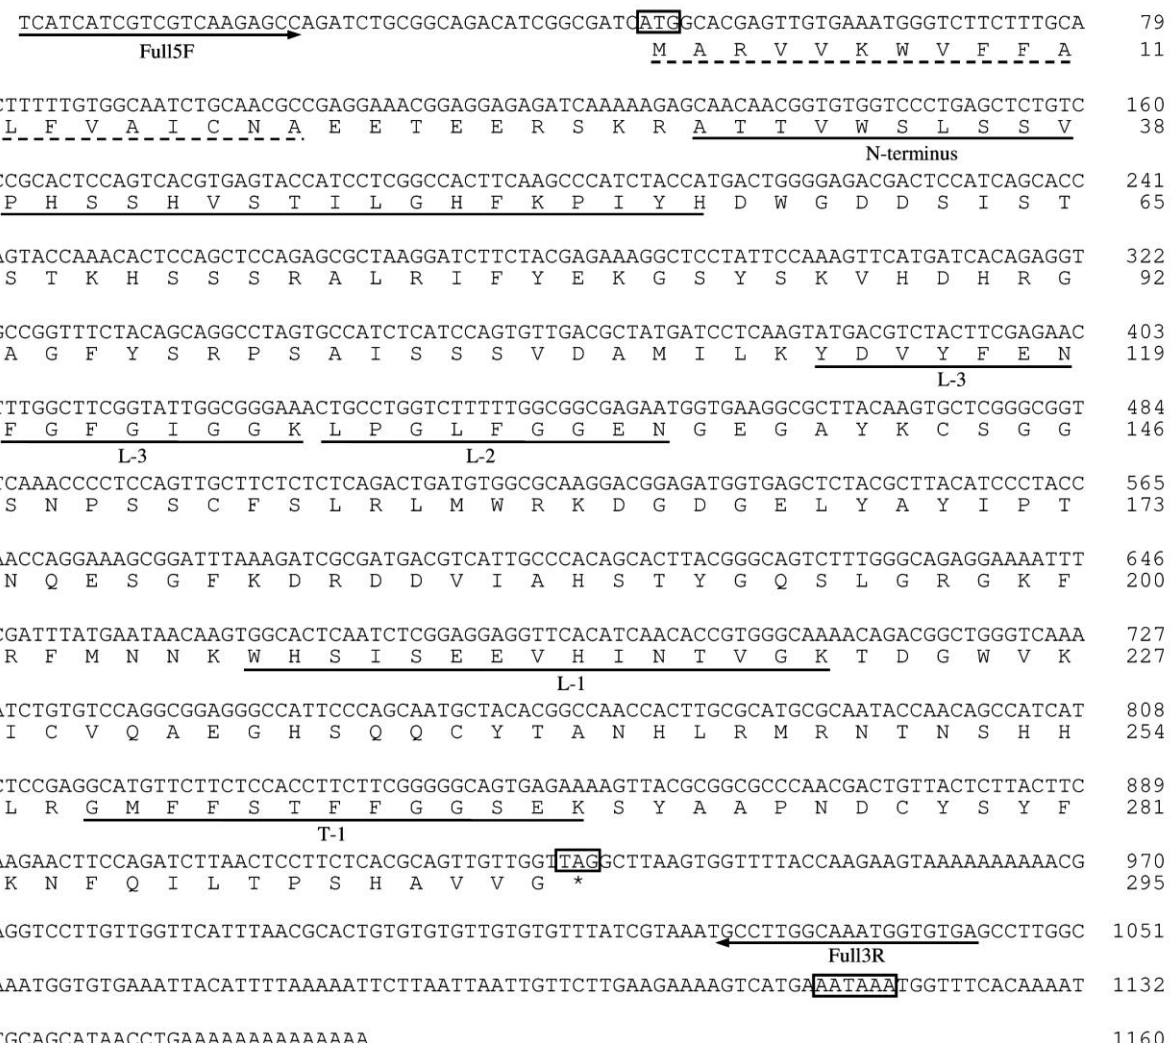 TCATCATCGTCGTCAAGAGCCAGATCTGCGGCAGACATCGGCGATCATGGCACGAGTTGTGAAATGGGTCTTCTTTGCA 79
Full5F
M A R V V K W V F F A 11
CTTTTTGTGGCAATCTGCAACGCCGAGGAAACGGAGGAGAGATCAAAAAGAGCAACAACGGTGTGGTCCCTGAGCTCTGTC 160
L F V A I C N A E E T E E R S K R A T T V W S L S S V 38
N-terminus
CCGCACTCCAGTCACGTGAGTACCATCCTCGGCCACTTCAAGCCCATCTACCATGACTGGGGAGACGACTCCATCAGCACC 241
P H S S H V S T I L G H F K P I Y H D W G D D S I S T 65
AGTACCAAACACTCCAGCTCCAGAGCGCTAAGGATCTTCTACGAGAAAGGCTCCTATTCCAAAGTTCATGATCACAGAGGT 322
S T K H S S S R A L R I F Y E K G S Y S K V H D H R G 92
GCCGGTTTCTACAGCAGGCCTAGTGCCATCTCATCCAGTGTTGACGCTATGATCCTCAAGTATGACGTCTACTTCGAGAAC 403
A G F Y S R P S A I S S S V D A M I L K Y D V Y F E N 119
L-3
TTTGGCTTCGGTATTGGCGGGAAACTGCCTGGTCTTTTTGGCGGCGAGAATGGTGAAGGCGCTTACAAGTGCTCGGGCGGT 484
F G F G I G G K L P G L F G G E N G E G A Y K C S G G 146
L-3 L-2
TCAAACCCCTCCAGTTGCTTCTCTCTCAGACTGATGTGGCGCAAGGACGGAGATGGTGAGCTCTACGCTTACATCCCTACC 565
S N P S S C F S L R L M W R K D G D G E L Y A Y I P T 173
AACCAGGAAAGCGGATTTAAAGATCGCGATGACGTCATTGCCCACAGCACTTACGGGCAGTCTTTGGGCAGAGGAAAATTT 646
N Q E S G F K D R D D V I A H S T Y G Q S L G R G K F 200
CGATTTATGAATAACAAGTGGCACTCAATCTCGGAGGAGGTTCACATCAACACCGTGGGCAAAACAGACGGCTGGGTCAAA 727
R F M N N K W H S I S E E V H I N T V G K T D G W V K 227
L-1
ATCTGTGTCCAGGCGGAGGGCCATTCCCAGCAATGCTACACGGCCAACCACTTGCGCATGCGCAATACCAACAGCCATCAT 808
I C V Q A E G H S Q Q C Y T A N H L R M R N T N S H H 254
CTCCGAGGCATGTTCTTCTCCACCTTCTTCGGGGGCAGTGAGAAAAGTTACGCGGCGCCCAACGACTGTTACTCTTACTTC 889
L R G M F F S T F F G G S E K S Y A A P N D C Y S Y F 281
T-1
AAGAACTTCCAGATCTTAACTCCTTCTCACGCAGTTGTTGGTTAGGCTTAAGTGGTTTTACCAAGAAGTAAAAAAAAAACG 970
K N F Q I L T P S H A V V G * 295
AGGTCCTTGTTGGTTCATTTAACGCACTGTGTGTGTTGTGTGTTTATCGTAAATGCCTTGGCAAATGGTGTGAGCCTTGGC 1051
Full3R
AAATGGTGTGAAATTACATTTTAAAAATTCTTAATTAATTGTTCTTGAAGAAAAGTCATGAAATAAATGGTTTCACAAAAT 1132
TGCAGCATAACCTGAAAAAAAAAAAAAA 1160